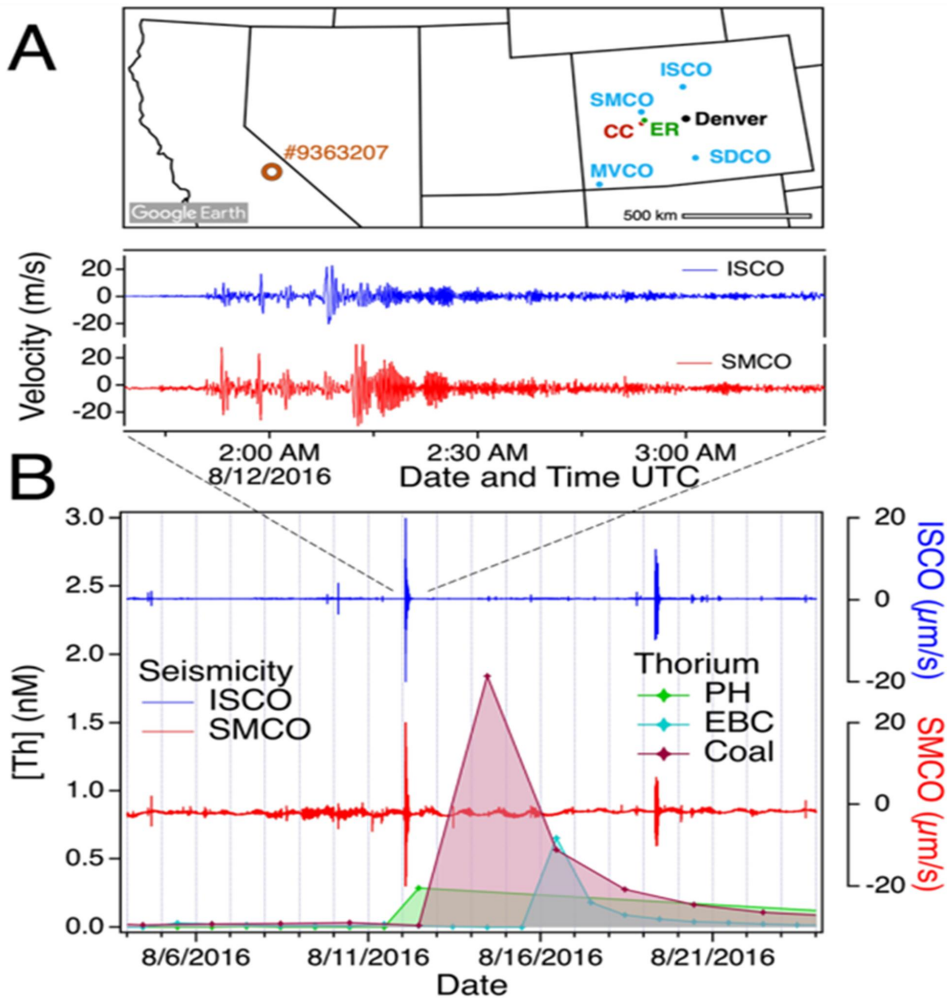 A
ISCO
SMCO
Denver
CC
ER
#9363207
SDCO
MVCO
Google Earth
500 km
Velocity (m/s)
20
0
-20
ISCO
20
0
-20
SMCO
2:00 AM
2:30 AM
3:00 AM
8/12/2016
Date and Time UTC
B
[Th] (nM)
3.0
2.5
2.0
1.5
1.0
0.5
0.0
Seismicity
ISCO
SMCO
Thorium
PH
EBC
Coal
20
0
-20
ISCO (µm/s)
20
0
-20
SMCO (µm/s)
8/6/2016
8/11/2016
8/16/2016
8/21/2016
Date